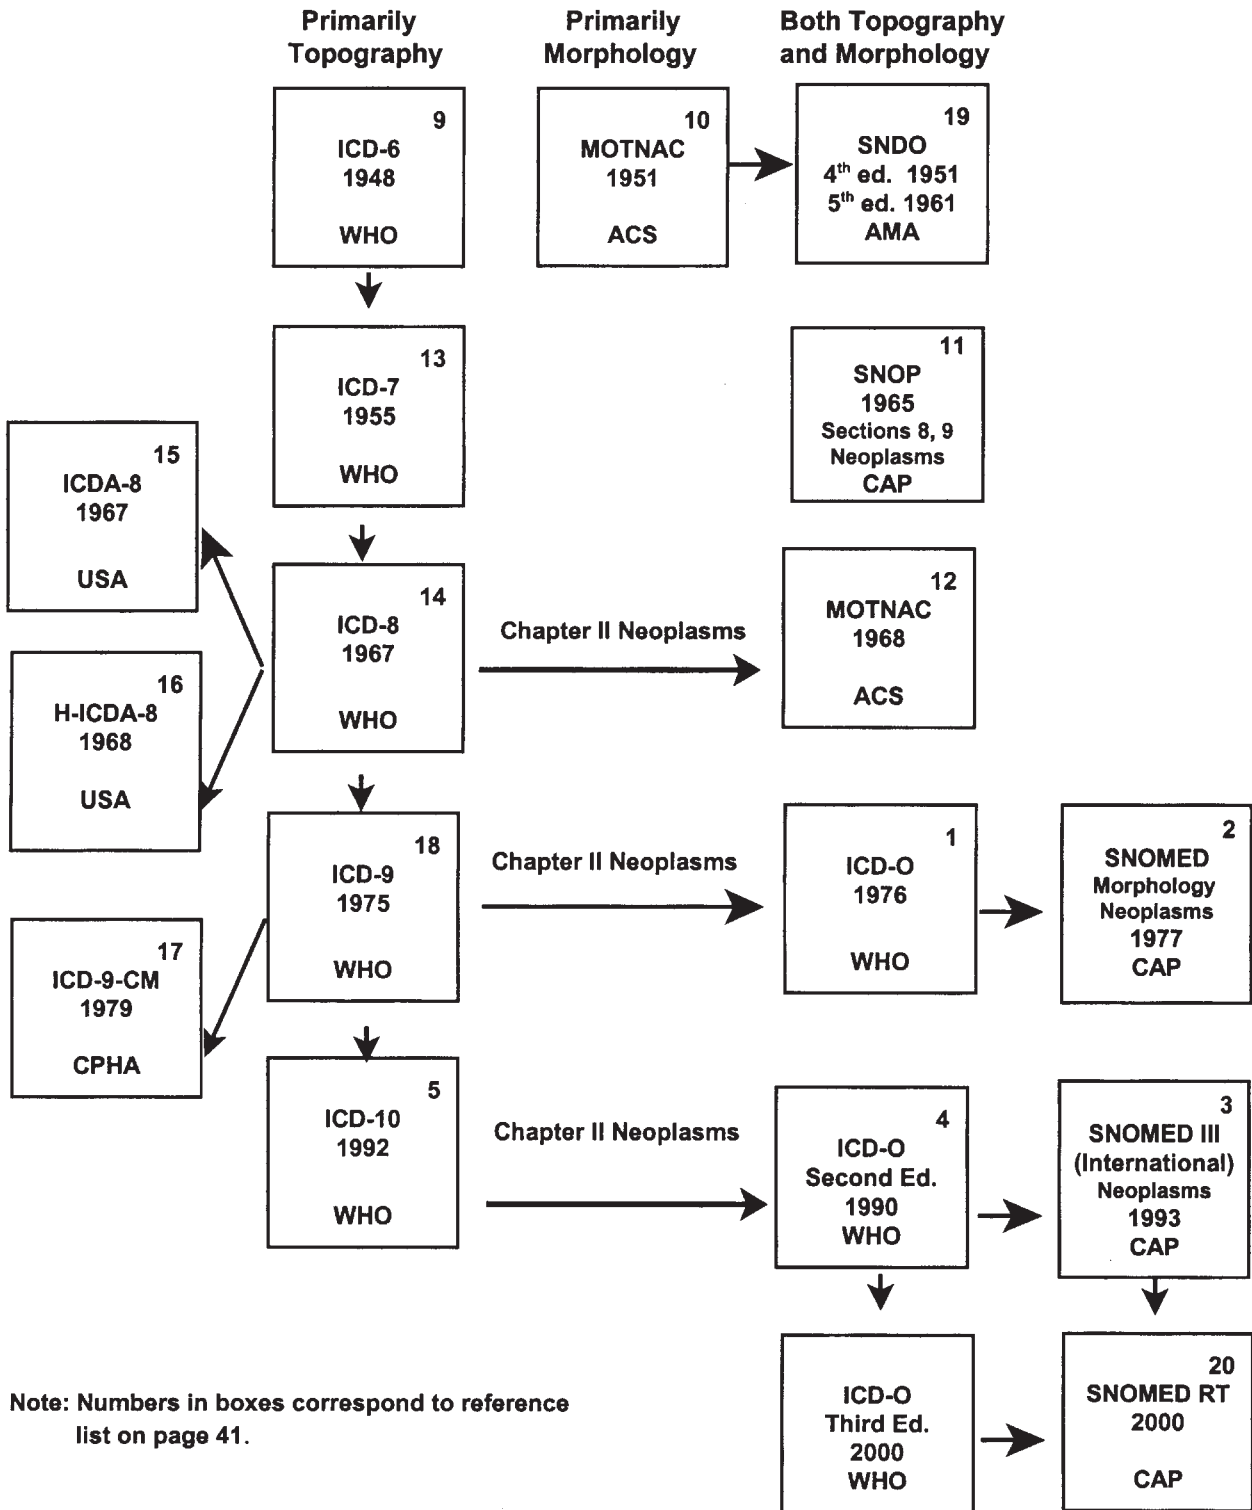 Primarily
Topography
Primarily
Morphology
Both Topography
and Morphology
9
ICD-6
1948
WHO
10
MOTNAC
1951
ACS
19
SNDO
4th ed. 1951
5th ed. 1961
AMA
13
ICD-7
1955
WHO
11
SNOP
1965
Sections 8, 9
Neoplasms
CAP
15
ICDA-8
1967
USA
14
ICD-8
1967
WHO
Chapter II Neoplasms
12
MOTNAC
1968
ACS
16
H-ICDA-8
1968
USA
18
ICD-9
1975
WHO
Chapter II Neoplasms
1
ICD-O
1976
WHO
2
SNOMED
Morphology
Neoplasms
1977
CAP
17
ICD-9-CM
1979
CPHA
5
ICD-10
1992
WHO
Chapter II Neoplasms
4
ICD-O
Second Ed.
1990
WHO
3
SNOMED III
(International)
Neoplasms
1993
CAP
ICD-O
Third Ed.
2000
WHO
20
SNOMED RT
2000
CAP
Note: Numbers in boxes correspond to reference
list on page 41.